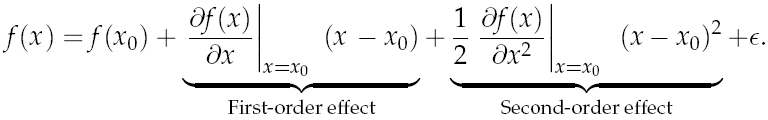 f(x) = f(x₀) + ∂f(x)/∂x |ₓ₌ₓ₀ (x − x₀) + 1/2 ∂f(x)/∂x² |ₓ₌ₓ₀ (x − x₀)² + ϵ.
First-order effect Second-order effect